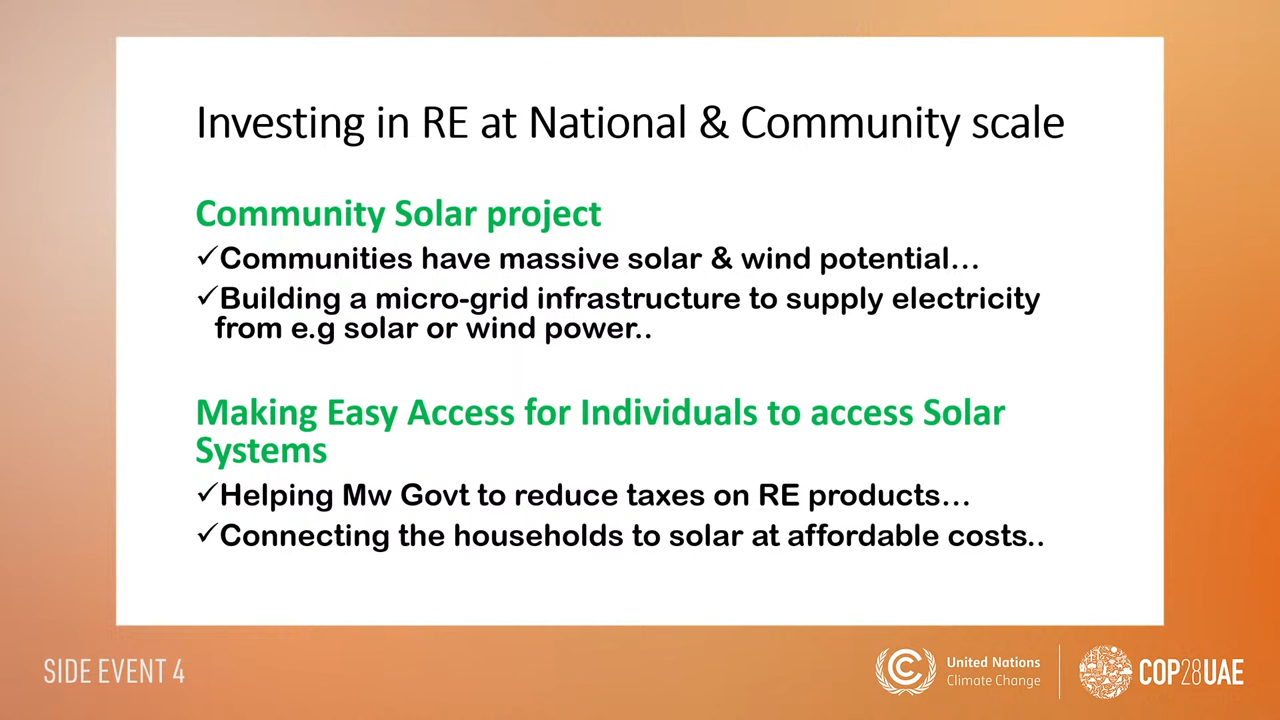 Investing in RE at National & Community scale
Community Solar project
✓Communities have massive solar & wind potential…
✓Building a micro-grid infrastructure to supply electricity
from e.g solar or wind power..
Making Easy Access for Individuals to access Solar
Systems
✓Helping Mw Govt to reduce taxes on RE products…
✓Connecting the households to solar at affordable costs..
SIDE EVENT 4
United Nations
Climate Change
COP28UAE